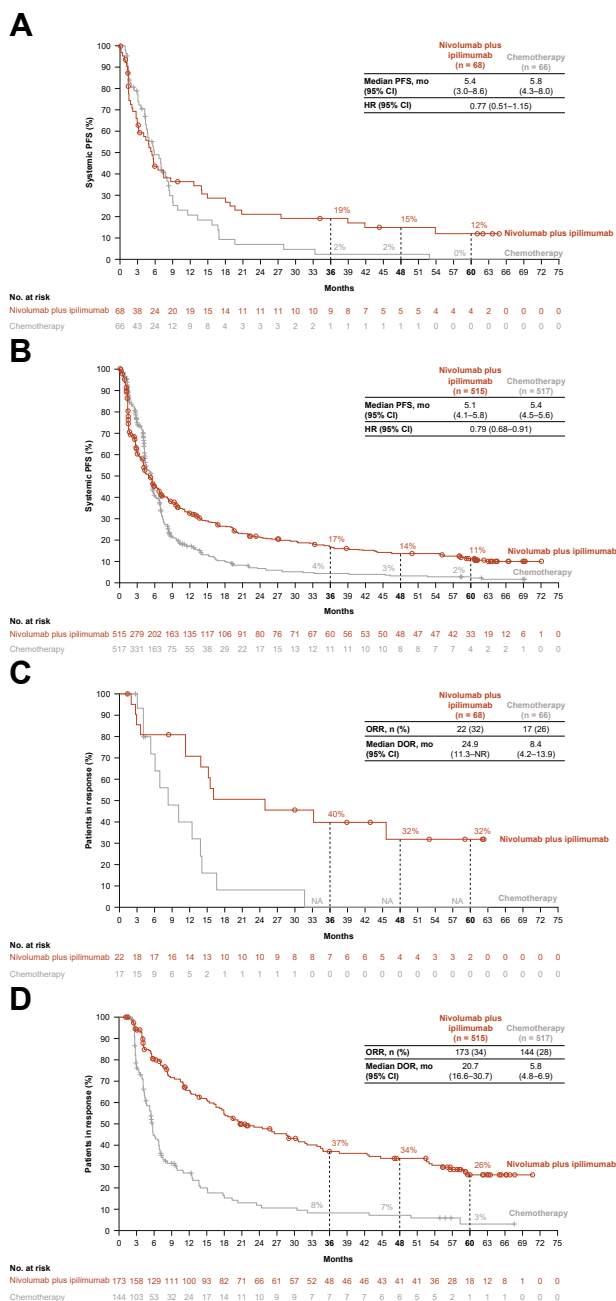 A
Nivolumab plus ipilimumab (n = 68)
Chemotherapy (n = 66)
Median PFS, mo (95% CI) 5.4 (3.0–8.6) 5.8 (4.3–8.0)
HR (95% CI) 0.77 (0.51–1.15)
Systemic PFS (%)
100
90
80
70
60
50
40
30
20
10
0
19%
15%
12%
Nivolumab plus ipilimumab
2%
2%
0%
Chemotherapy
0 3 6 9 12 15 18 21 24 27 30 33 36 39 42 45 48 51 54 57 60 63 66 69 72 75
Months
No. at risk
Nivolumab plus ipilimumab 68 38 24 20 19 15 14 11 11 11 10 10 9 8 7 5 5 5 4 4 4 2 0 0 0 0
Chemotherapy 66 43 24 12 9 8 4 3 3 3 2 2 1 1 1 1 1 1 0 0 0 0 0 0 0 0
B
Nivolumab plus ipilimumab (n = 515)
Chemotherapy (n = 517)
Median PFS, mo (95% CI) 5.1 (4.1–5.8) 5.4 (4.5–5.6)
HR (95% CI) 0.79 (0.68–0.91)
Systemic PFS (%)
100
90
80
70
60
50
40
30
20
10
0
17%
14%
11%
Nivolumab plus ipilimumab
4%
3%
2%
Chemotherapy
0 3 6 9 12 15 18 21 24 27 30 33 36 39 42 45 48 51 54 57 60 63 66 69 72 75
Months
No. at risk
Nivolumab plus ipilimumab 515 279 202 163 135 117 106 91 80 76 71 67 60 56 53 50 48 47 47 42 33 19 12 6 1 0
Chemotherapy 517 331 163 75 55 38 29 22 17 15 13 12 11 11 10 10 8 8 7 7 4 2 2 1 0 0
C
Nivolumab plus ipilimumab (n = 68)
Chemotherapy (n = 66)
ORR, n (%) 22 (32) 17 (26)
Median DOR, mo (95% CI) 24.9 (11.3–NR) 8.4 (4.2–13.9)
Patients in response (%)
100
90
80
70
60
50
40
30
20
10
0
40%
32%
32%
Nivolumab plus ipilimumab
NA
NA
NA
Chemotherapy
0 3 6 9 12 15 18 21 24 27 30 33 36 39 42 45 48 51 54 57 60 63 66 69 72 75
Months
No. at risk
Nivolumab plus ipilimumab 22 18 17 16 14 13 10 10 10 9 8 8 7 6 6 5 4 4 3 3 2 0 0 0 0 0
Chemotherapy 17 15 9 6 5 2 1 1 1 1 1 0 0 0 0 0 0 0 0 0 0 0 0 0 0 0
D
Nivolumab plus ipilimumab (n = 515)
Chemotherapy (n = 517)
ORR, n (%) 173 (34) 144 (28)
Median DOR, mo (95% CI) 20.7 (16.6–30.7) 5.8 (4.8–6.9)
Patients in response (%)
100
90
80
70
60
50
40
30
20
10
0
37%
34%
26%
Nivolumab plus ipilimumab
8%
7%
3%
Chemotherapy
0 3 6 9 12 15 18 21 24 27 30 33 36 39 42 45 48 51 54 57 60 63 66 69 72 75
Months
No. at risk
Nivolumab plus ipilimumab 173 158 129 111 100 93 82 71 66 61 57 52 48 46 46 43 41 41 36 28 18 12 8 1 0 0
Chemotherapy 144 103 53 32 24 17 14 11 10 9 9 7 7 7 7 7 6 6 5 5 2 1 1 0 0 0